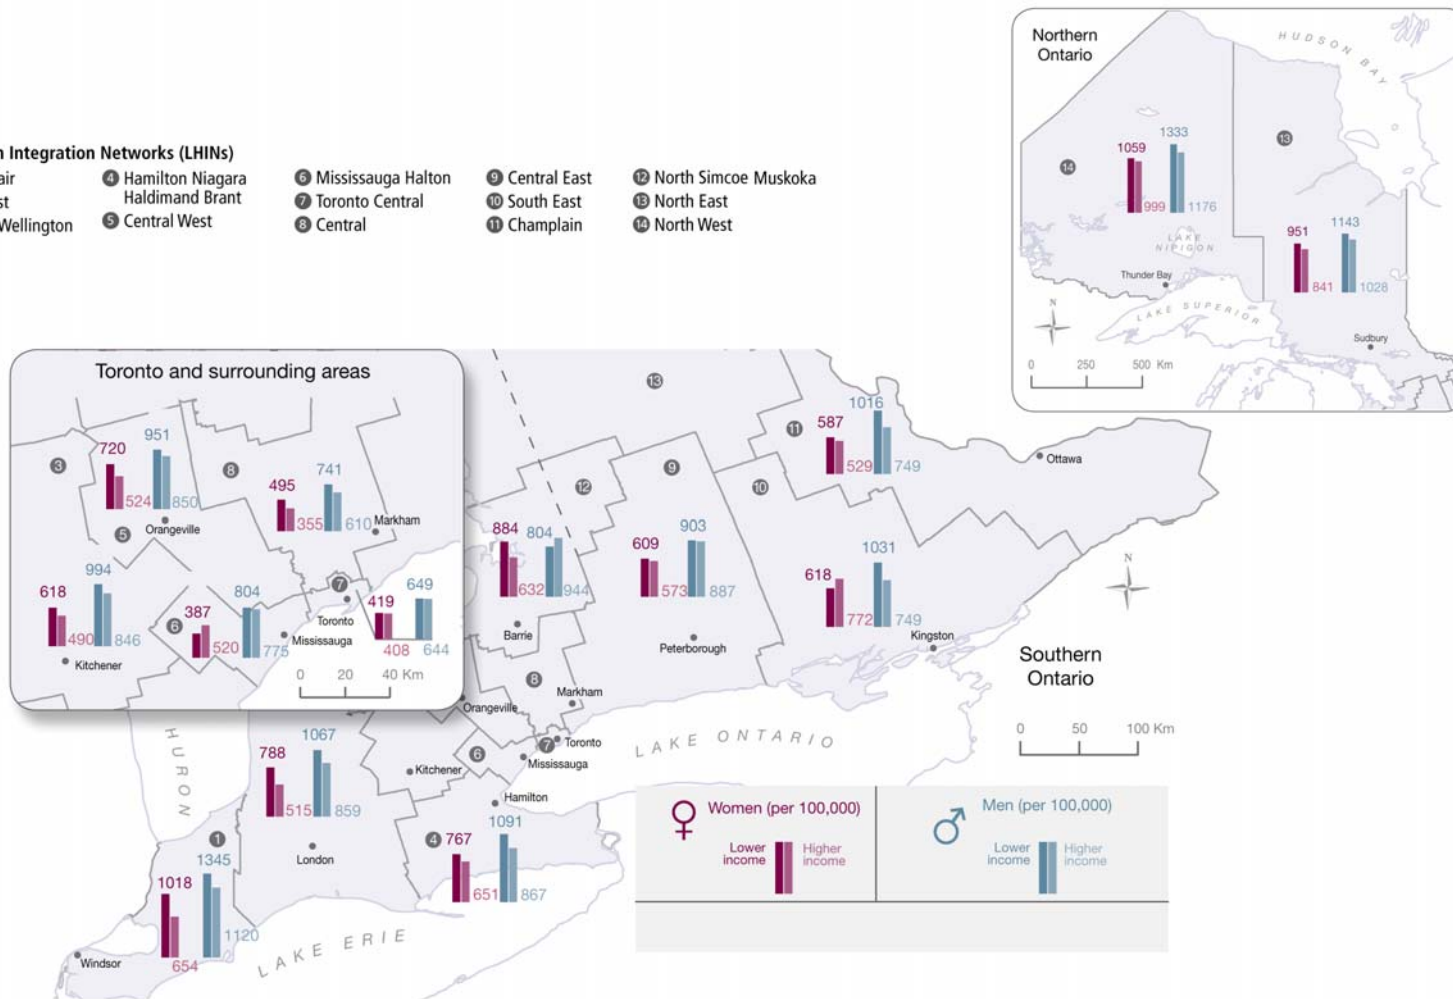 n Integration Networks (LHINs)
air
st
Wellington
4 Hamilton Niagara
Haldimand Brant
5 Central West
6 Mississauga Halton
7 Toronto Central
8 Central
9 Central East
10 South East
11 Champlain
12 North Simcoe Muskoka
13 North East
14 North West
Northern
Ontario
HUDSON BAY
13
14
1059
999
1333
1176
951
841
1143
1028
LAKE
NIPIGON
Thunder Bay
LAKE SUPERIOR
Sudbury
N
0 250 500 Km
Toronto and surrounding areas
3
720
524
951
850
Orangeville
5
8
495
355
741
610
Markham
618
490
994
846
Kitchener
6
387
520
804
775
Mississauga
7
Toronto
419
408
649
644
0 20 40 Km
13
11
587
529
1016
749
Ottawa
9
10
12
884
632
804
944
Barrie
609
573
903
887
Peterborough
618
772
1031
749
Kingston
N
Southern
Ontario
0 50 100 Km
8
Markham
Orangeville
7
Toronto
6
Mississauga
Kitchener
Hamilton
LAKE ONTARIO
HURON
788
515
1067
859
London
4
767
651
1091
867
1
1018
654
1345
1120
Windsor
LAKE ERIE
♀ Women (per 100,000)
Lower
income
Higher
income
♂ Men (per 100,000)
Lower
income
Higher
income